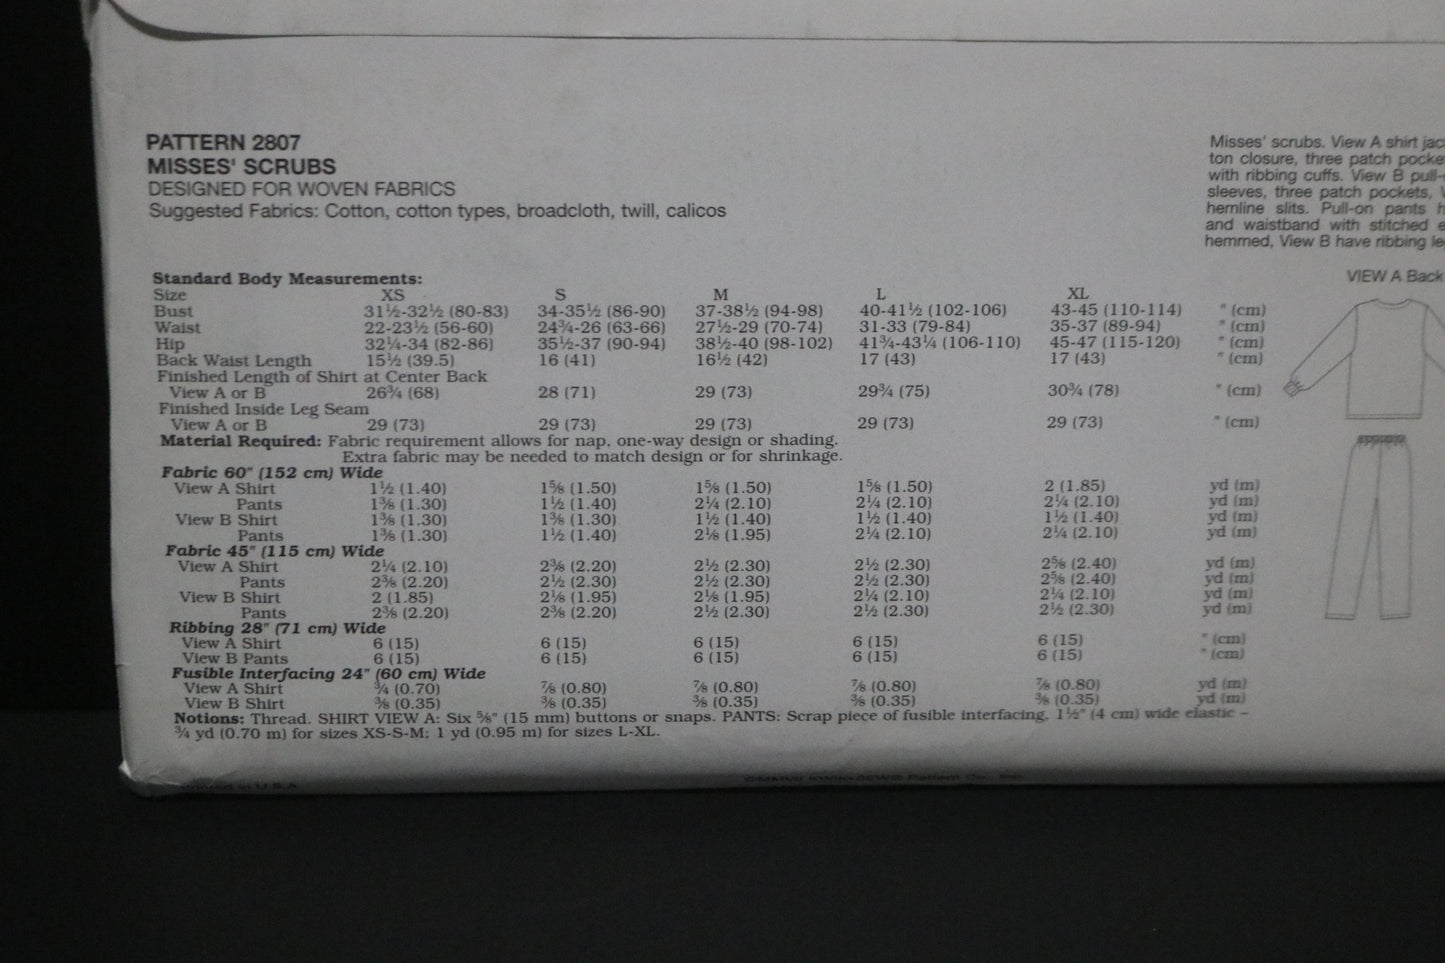 PATTERN 2807
MISSES' SCRUBS
DESIGNED FOR WOVEN FABRICS
Suggested Fabrics: Cotton, cotton types, broadcloth, twill, calicos
Misses' scrubs. View A shirt
ton closure, three patch
with ribbing cuffs. View B
sleeves, three patch pockets,
hemline slits. Pull-on pants
and waistband with stitched
hemmed, View B have ribbing
VIEW A Back
Standard Body Measurements:
Size XS S M L XL
Bust 31½-32½ (80-83) 34-35½ (86-90) 37-38½ (94-98) 40-41½ (102-106) 43-45 (110-114) " (cm)
Waist 22-23½ (56-60) 24¾-26 (63-66) 27½-29 (70-74) 31-33 (79-84) 35-37 (89-94) " (cm)
Hip 32¼-34 (82-86) 35½-37 (90-94) 38½-40 (98-102) 41¾-43¼ (106-110) 45-47 (115-120) " (cm)
Back Waist Length 15½ (39.5) 16 (41) 16½ (42) 17 (43) 17 (43) " (cm)
Finished Length of Shirt at Center Back
View A or B 26¾ (68) 28 (71) 29 (73) 29¾ (75) 30¾ (78) " (cm)
Finished Inside Leg Seam
View A or B 29 (73) 29 (73) 29 (73) 29 (73) 29 (73) " (cm)
Material Required: Fabric requirement allows for nap, one-way design or shading.
Extra fabric may be needed to match design or for shrinkage.
Fabric 60" (152 cm) Wide
View A Shirt 1½ (1.40) 1⅝ (1.50) 1⅝ (1.50) 1⅝ (1.50) 2 (1.85) yd (m)
Pants 1⅜ (1.30) 1½ (1.40) 2¼ (2.10) 2¼ (2.10) 2¼ (2.10) yd (m)
View B Shirt 1⅜ (1.30) 1⅜ (1.30) 1½ (1.40) 1½ (1.40) 1½ (1.40) yd (m)
Pants 1⅜ (1.30) 1½ (1.40) 2⅛ (1.95) 2¼ (2.10) 2¼ (2.10) yd (m)
Fabric 45" (115 cm) Wide
View A Shirt 2¼ (2.10) 2⅜ (2.20) 2½ (2.30) 2½ (2.30) 2⅝ (2.40) yd (m)
Pants 2⅜ (2.20) 2½ (2.30) 2½ (2.30) 2½ (2.30) 2⅝ (2.40) yd (m)
View B Shirt 2 (1.85) 2⅛ (1.95) 2⅛ (1.95) 2¼ (2.10) 2¼ (2.10) yd (m)
Pants 2⅜ (2.20) 2⅜ (2.20) 2½ (2.30) 2½ (2.30) 2½ (2.30) yd (m)
Ribbing 28" (71 cm) Wide
View A Shirt 6 (15) 6 (15) 6 (15) 6 (15) 6 (15) " (cm)
View B Pants 6 (15) 6 (15) 6 (15) 6 (15) 6 (15) " (cm)
Fusible Interfacing 24" (60 cm) Wide
View A Shirt ¾ (0.70) ⅞ (0.80) ⅞ (0.80) ⅞ (0.80) ⅞ (0.80) yd (m)
View B Shirt ⅜ (0.35) ⅜ (0.35) ⅜ (0.35) ⅜ (0.35) ⅜ (0.35) yd (m)
Notions: Thread. SHIRT VIEW A: Six ⅝" (15 mm) buttons or snaps. PANTS: Scrap piece of fusible interfacing, 1½" (4 cm) wide elastic –
¾ yd (0.70 m) for sizes XS-S-M; 1 yd (0.95 m) for sizes L-XL.
in U.S.A.